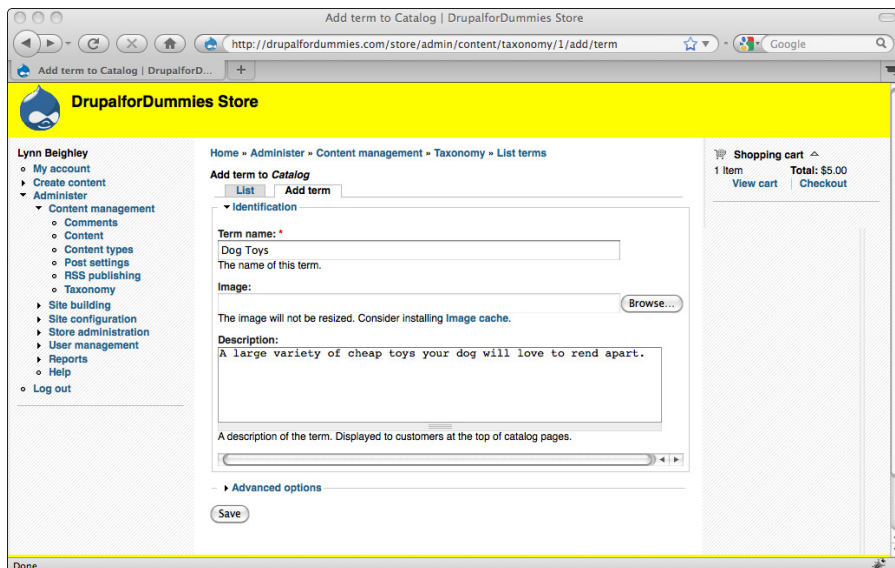 Add term to Catalog | DrupalforDummies Store
http://drupalfordummies.com/store/admin/content/taxonomy/1/add/term
Google
Add term to Catalog | DrupalforD...
DrupalforDummies Store
Lynn Beighley
My account
Create content
Administer
Content management
Comments
Content
Content types
Post settings
RSS publishing
Taxonomy
Site building
Site configuration
Store administration
User management
Reports
Help
Log out
Home » Administer » Content management » Taxonomy » List terms
Add term to Catalog
List Add term
Identification
Term name: *
Dog Toys
The name of this term.
Image:
Browse...
The image will not be resized. Consider installing Image cache.
Description:
A large variety of cheap toys your dog will love to rend apart.
A description of the term. Displayed to customers at the top of catalog pages.
Advanced options
Save
Shopping cart
1 Item Total: $5.00
View cart Checkout
Done